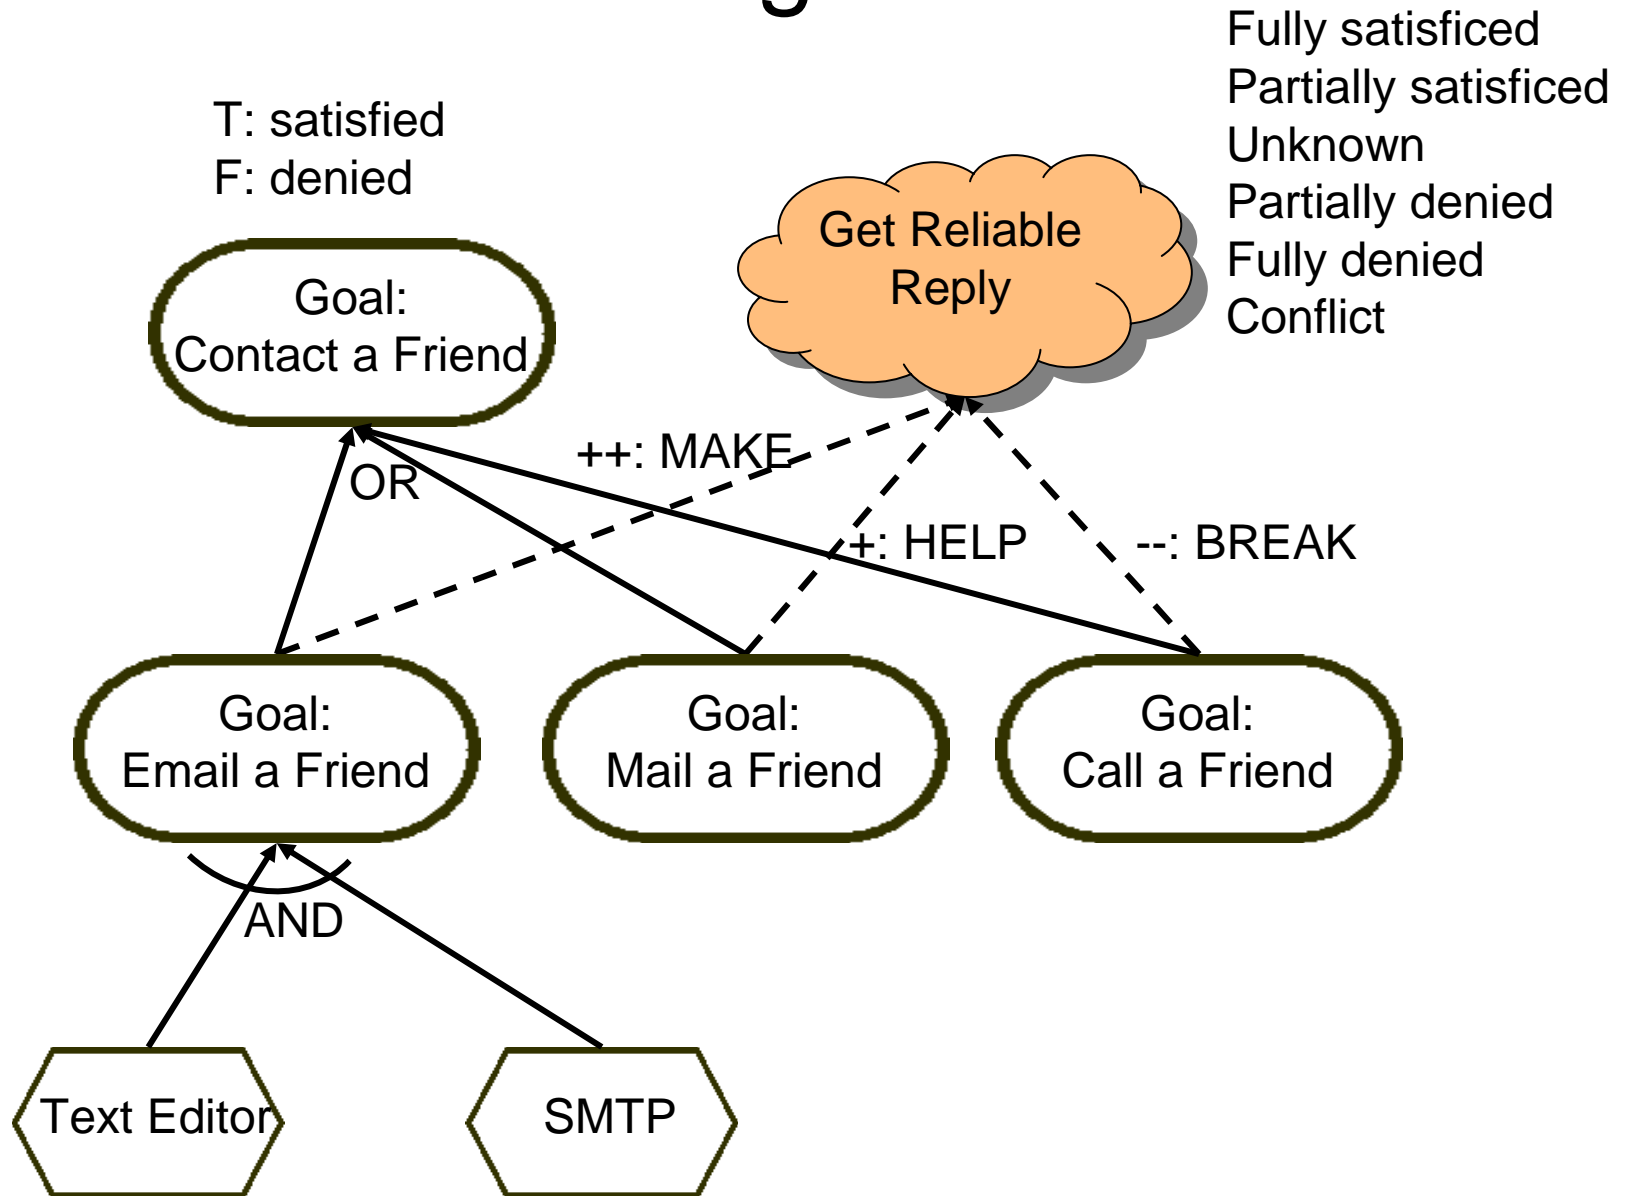 Fully satisficed
Partially satisficed
Unknown
Partially denied
Fully denied
Conflict
T: satisfied
F: denied
Get Reliable
Reply
Goal:
Contact a Friend
++: MAKE
OR
+: HELP
--: BREAK
Goal:
Email a Friend
Goal:
Mail a Friend
Goal:
Call a Friend
AND
Text Editor
SMTP